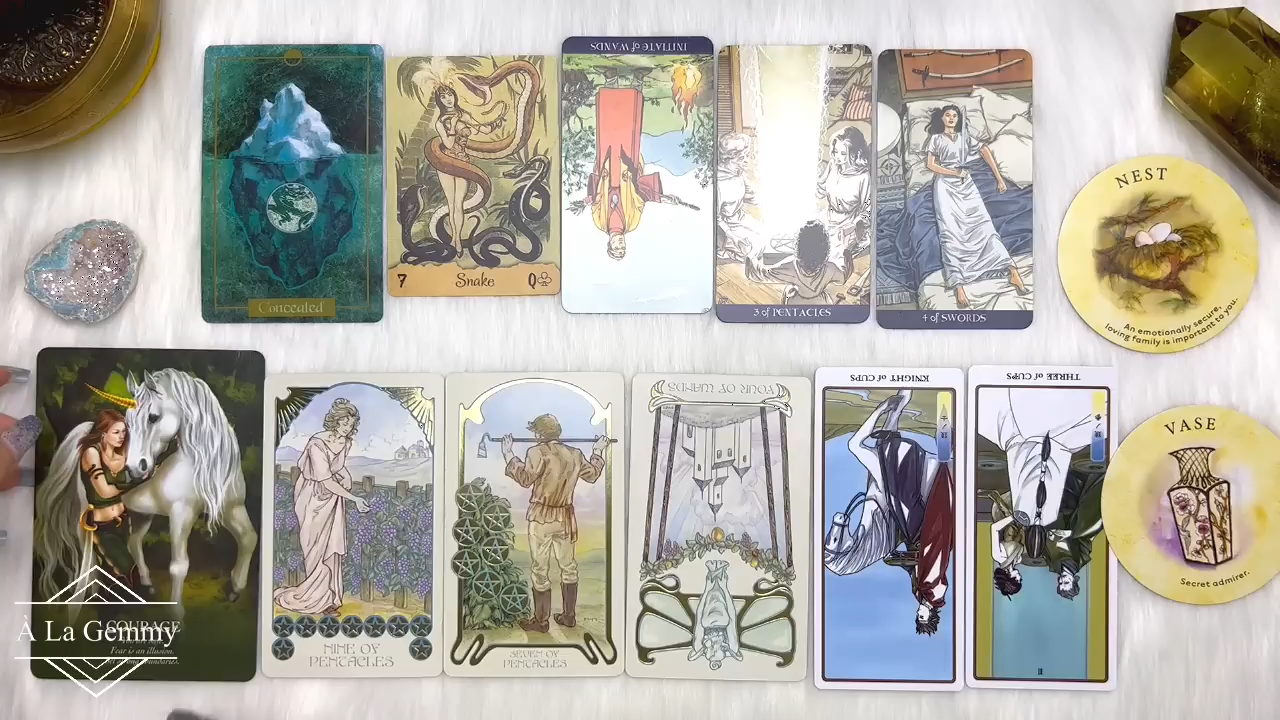 INITIATE of WANDS
Concealed
7 Snake Q
3 of PENTACLES
4 of SWORDS
NEST
An emotionally secure,
loving family is important to you.
COURAGE
Fear is an illusion.
À La Gemmy
NINE OF
PENTACLES
SEVEN OF
PENTACLES
FOUR OF WANDS
KNIGHT of CUPS
THREE of CUPS
III
VASE
Secret admirer.